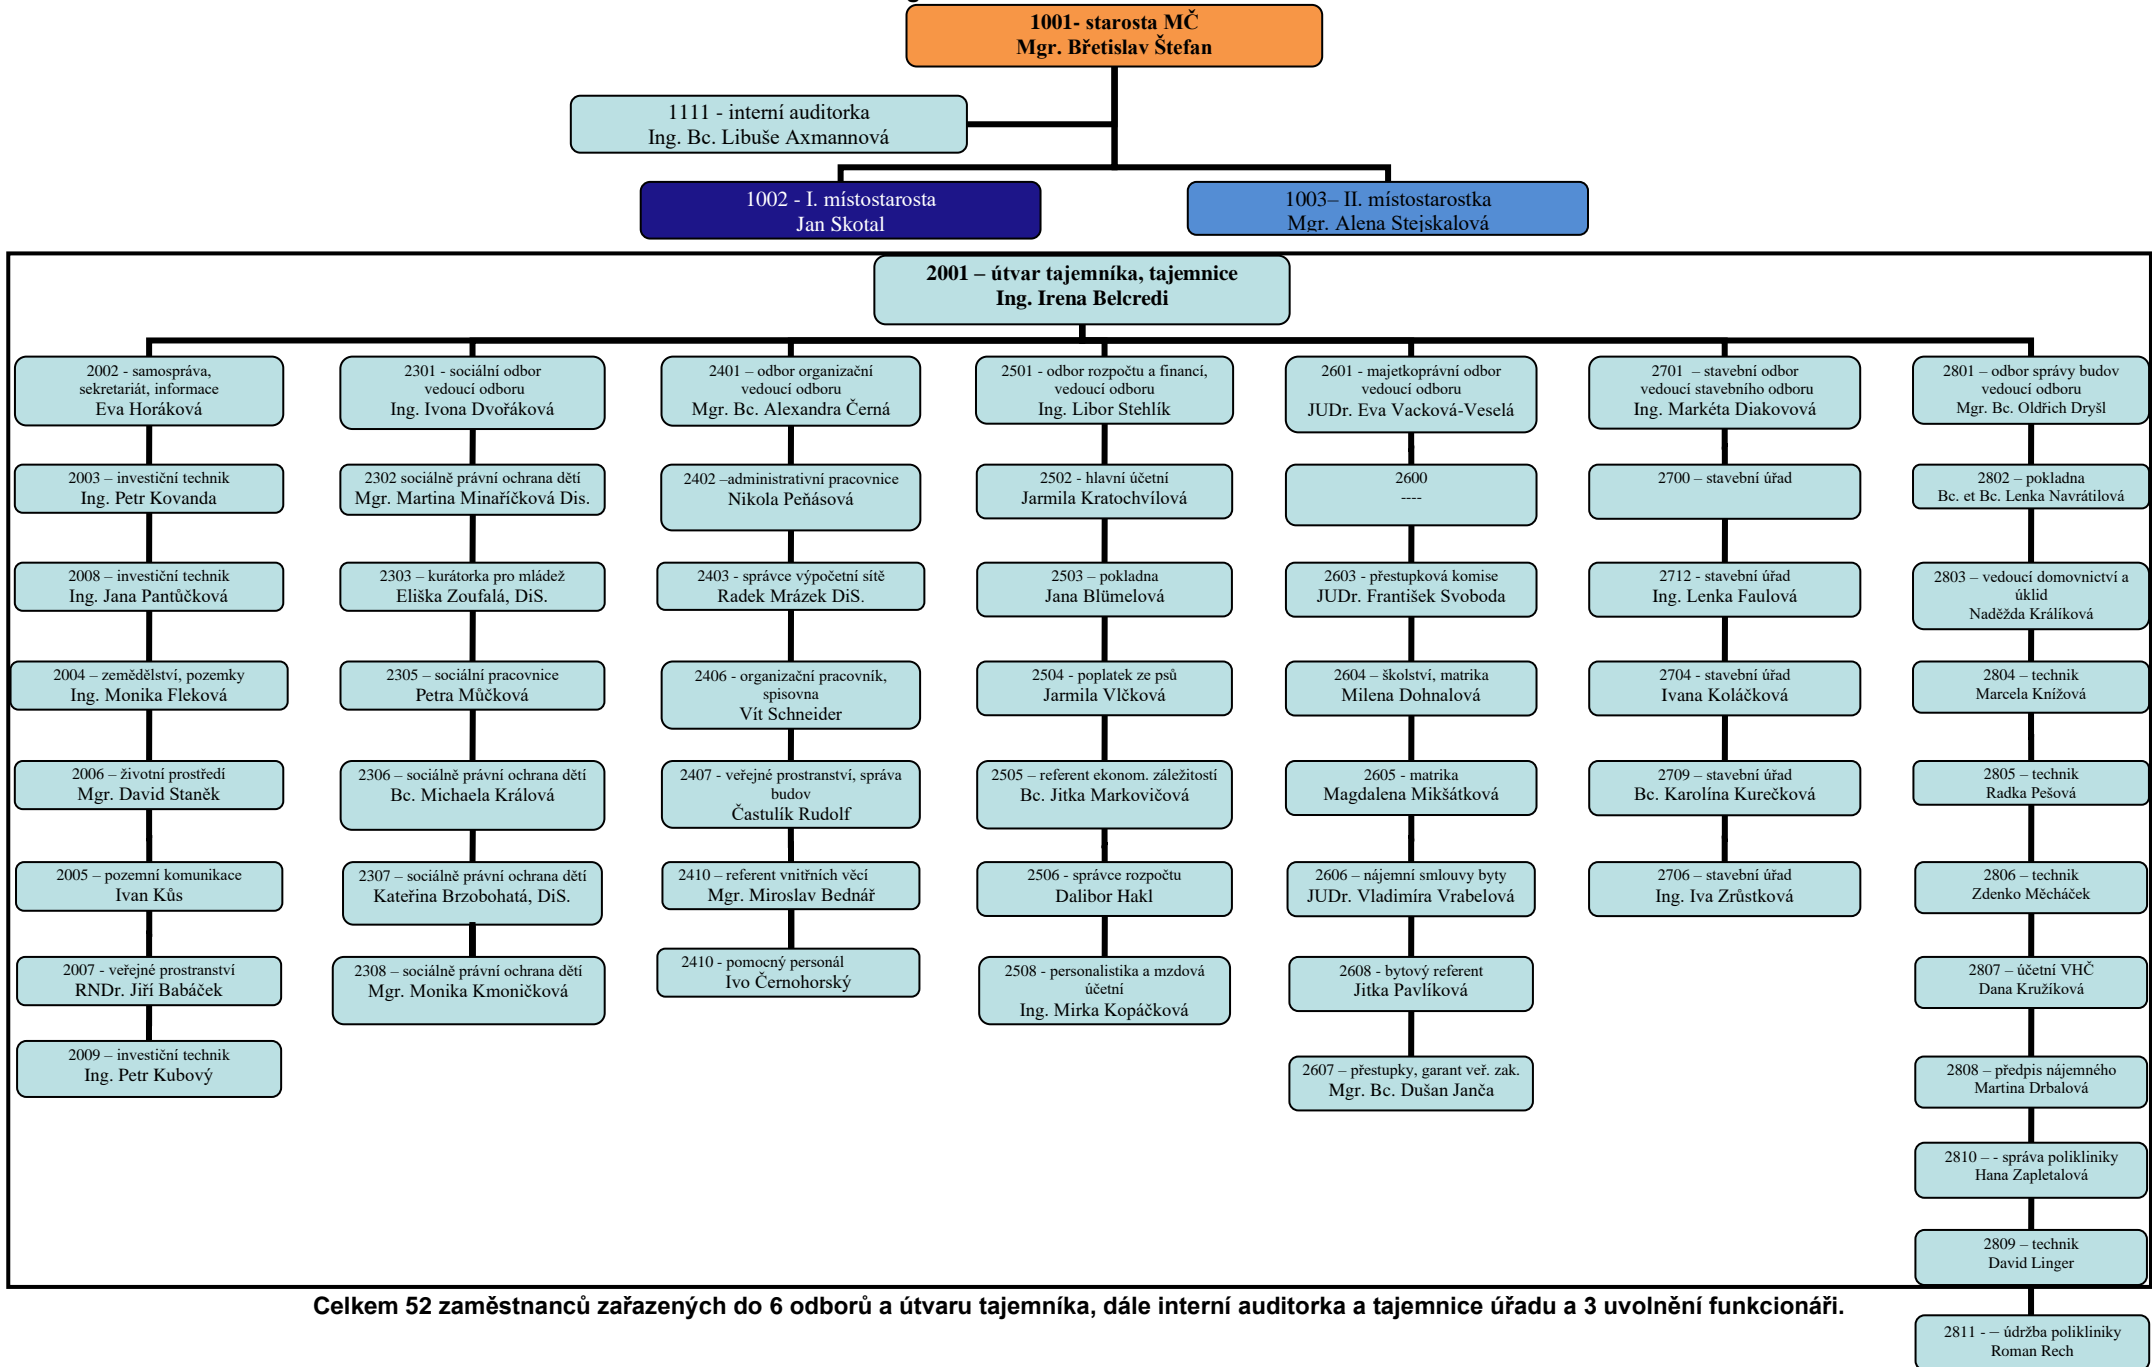 1001- starosta MČ
Mgr. Břetislav Štefan
1111 - interní auditorka
Ing. Bc. Libuše Axmannová
1002 - I. místostarosta
Jan Skotal
1003– II. místostarostka
Mgr. Alena Stejskalová
2001 – útvar tajemníka, tajemnice
Ing. Irena Belcredi
2002 - samospráva,
sekretariát, informace
Eva Horáková
2003 – investiční technik
Ing. Petr Kovanda
2008 – investiční technik
Ing. Jana Pantůčková
2004 – zemědělství, pozemky
Ing. Monika Fleková
2006 – životní prostředí
Mgr. David Staněk
2005 – pozemní komunikace
Ivan Kůs
2007 - veřejné prostranství
RNDr. Jiří Babáček
2009 – investiční technik
Ing. Petr Kubový
2301 - sociální odbor
vedoucí odboru
Ing. Ivona Dvořáková
2302 sociálně právní ochrana dětí
Mgr. Martina Minaříčková Dis.
2303 – kurátorka pro mládež
Eliška Zoufalá, DiS.
2305 – sociální pracovnice
Petra Můčková
2306 – sociálně právní ochrana dětí
Bc. Michaela Králová
2307 – sociálně právní ochrana dětí
Kateřina Brzobohatá, DiS.
2308 – sociálně právní ochrana dětí
Mgr. Monika Kmoničková
2401 – odbor organizační
vedoucí odboru
Mgr. Bc. Alexandra Černá
2402 –administrativní pracovnice
Nikola Peňásová
2403 - správce výpočetní sítě
Radek Mrázek DiS.
2406 - organizační pracovník,
spisovna
Vít Schneider
2407 - veřejné prostranství, správa
budov
Častulík Rudolf
2410 – referent vnitřních věcí
Mgr. Miroslav Bednář
2410 - pomocný personál
Ivo Černohorský
2501 - odbor rozpočtu a financí,
vedoucí odboru
Ing. Libor Stehlík
2502 - hlavní účetní
Jarmila Kratochvílová
2503 – pokladna
Jana Blümelová
2504 - poplatek ze psů
Jarmila Vlčková
2505 – referent ekonom. záležitostí
Bc. Jitka Markovičová
2506 - správce rozpočtu
Dalibor Hakl
2508 - personalistika a mzdová
účetní
Ing. Mirka Kopáčková
2601 - majetkoprávní odbor
vedoucí odboru
JUDr. Eva Vacková-Veselá
2600
----
2603 - přestupková komise
JUDr. František Svoboda
2604 – školství, matrika
Milena Dohnalová
2605 - matrika
Magdalena Mikšátková
2606 – nájemní smlouvy byty
JUDr. Vladimíra Vrabelová
2608 - bytový referent
Jitka Pavlíková
2607 – přestupky, garant veř. zak.
Mgr. Bc. Dušan Janča
2701 – stavební odbor
vedoucí stavebního odboru
Ing. Markéta Diakovová
2700 – stavební úřad
2712 - stavební úřad
Ing. Lenka Faulová
2704 - stavební úřad
Ivana Koláčková
2709 – stavební úřad
Bc. Karolína Kurečková
2706 – stavební úřad
Ing. Iva Zrůstková
2801 – odbor správy budov
vedoucí odboru
Mgr. Bc. Oldřich Dryšl
2802 – pokladna
Bc. et Bc. Lenka Navrátilová
2803 – vedoucí domovnictví a
úklid
Naděžda Králíková
2804 – technik
Marcela Knížová
2805 – technik
Radka Pešová
2806 – technik
Zdenko Měcháček
2807 – účetní VHČ
Dana Kružíková
2808 – předpis nájemného
Martina Drbalová
2810 – - správa polikliniky
Hana Zapletalová
2809 – technik
David Linger
Celkem 52 zaměstnanců zařazených do 6 odborů a útvaru tajemníka, dále interní auditorka a tajemnice úřadu a 3 uvolnění funkcionáři.
2811 - – údržba polikliniky
Roman Rech